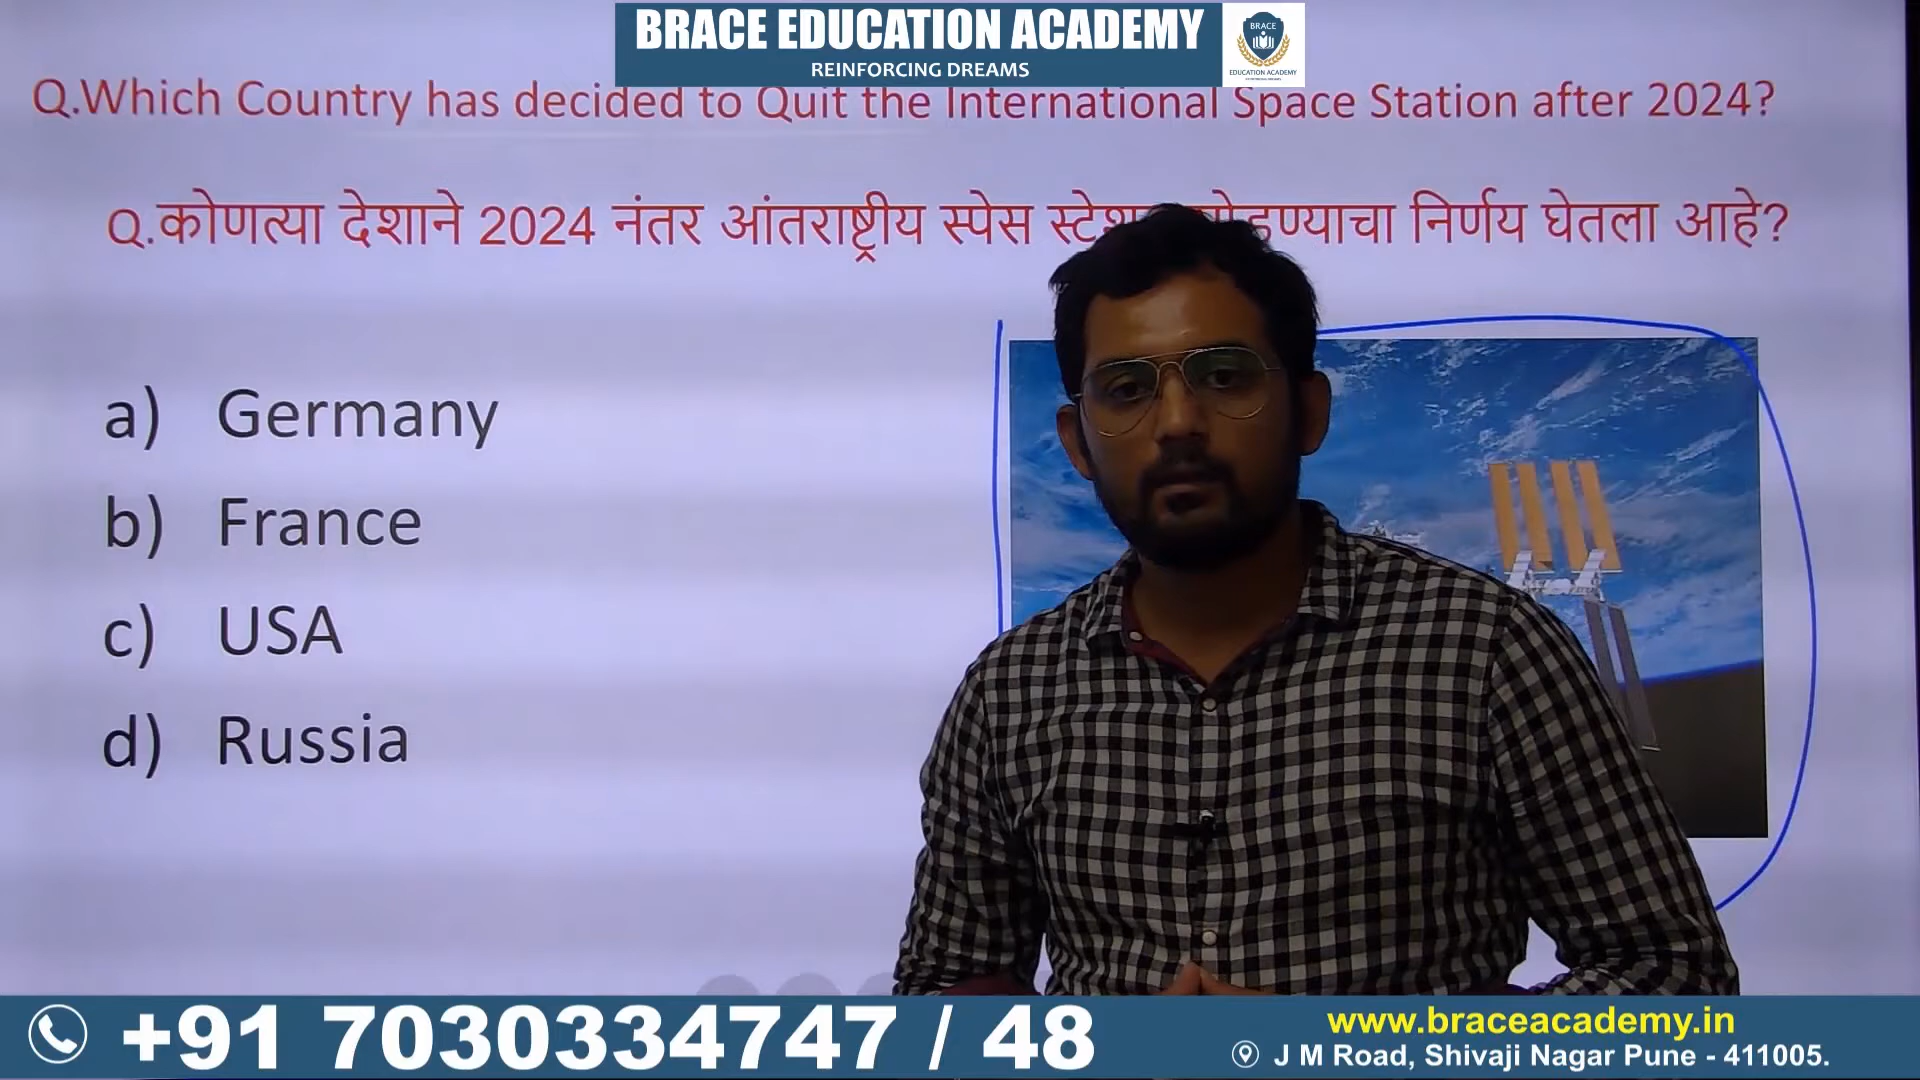 BRACE EDUCATION ACADEMY
REINFORCING DREAMS
BRACE
EDUCATION ACADEMY
Q.Which Country has decided to Quit the International Space Station after 2024?
Q.कोणत्या देशाने 2024 नंतर आंतराष्ट्रीय स्पेस निर्णय घेतला आहे?
a) Germany
b) France
c) USA
d) Russia
+91 7030334747 / 48
www.braceacademy.in
J M Road, Shivaji Nagar Pune - 411005.